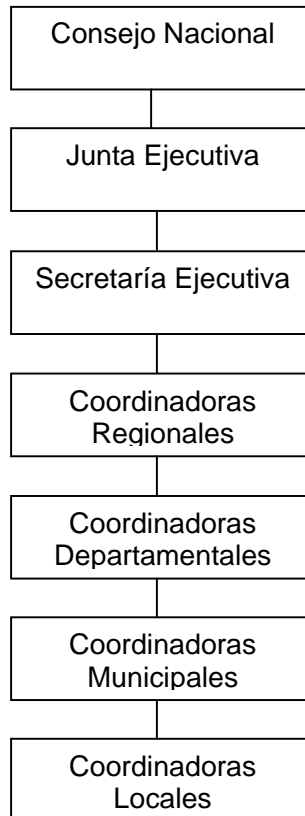 Consejo Nacional
Junta Ejecutiva
Secretaría Ejecutiva
Coordinadoras
Regionales
Coordinadoras
Departamentales
Coordinadoras
Municipales
Coordinadoras
Locales